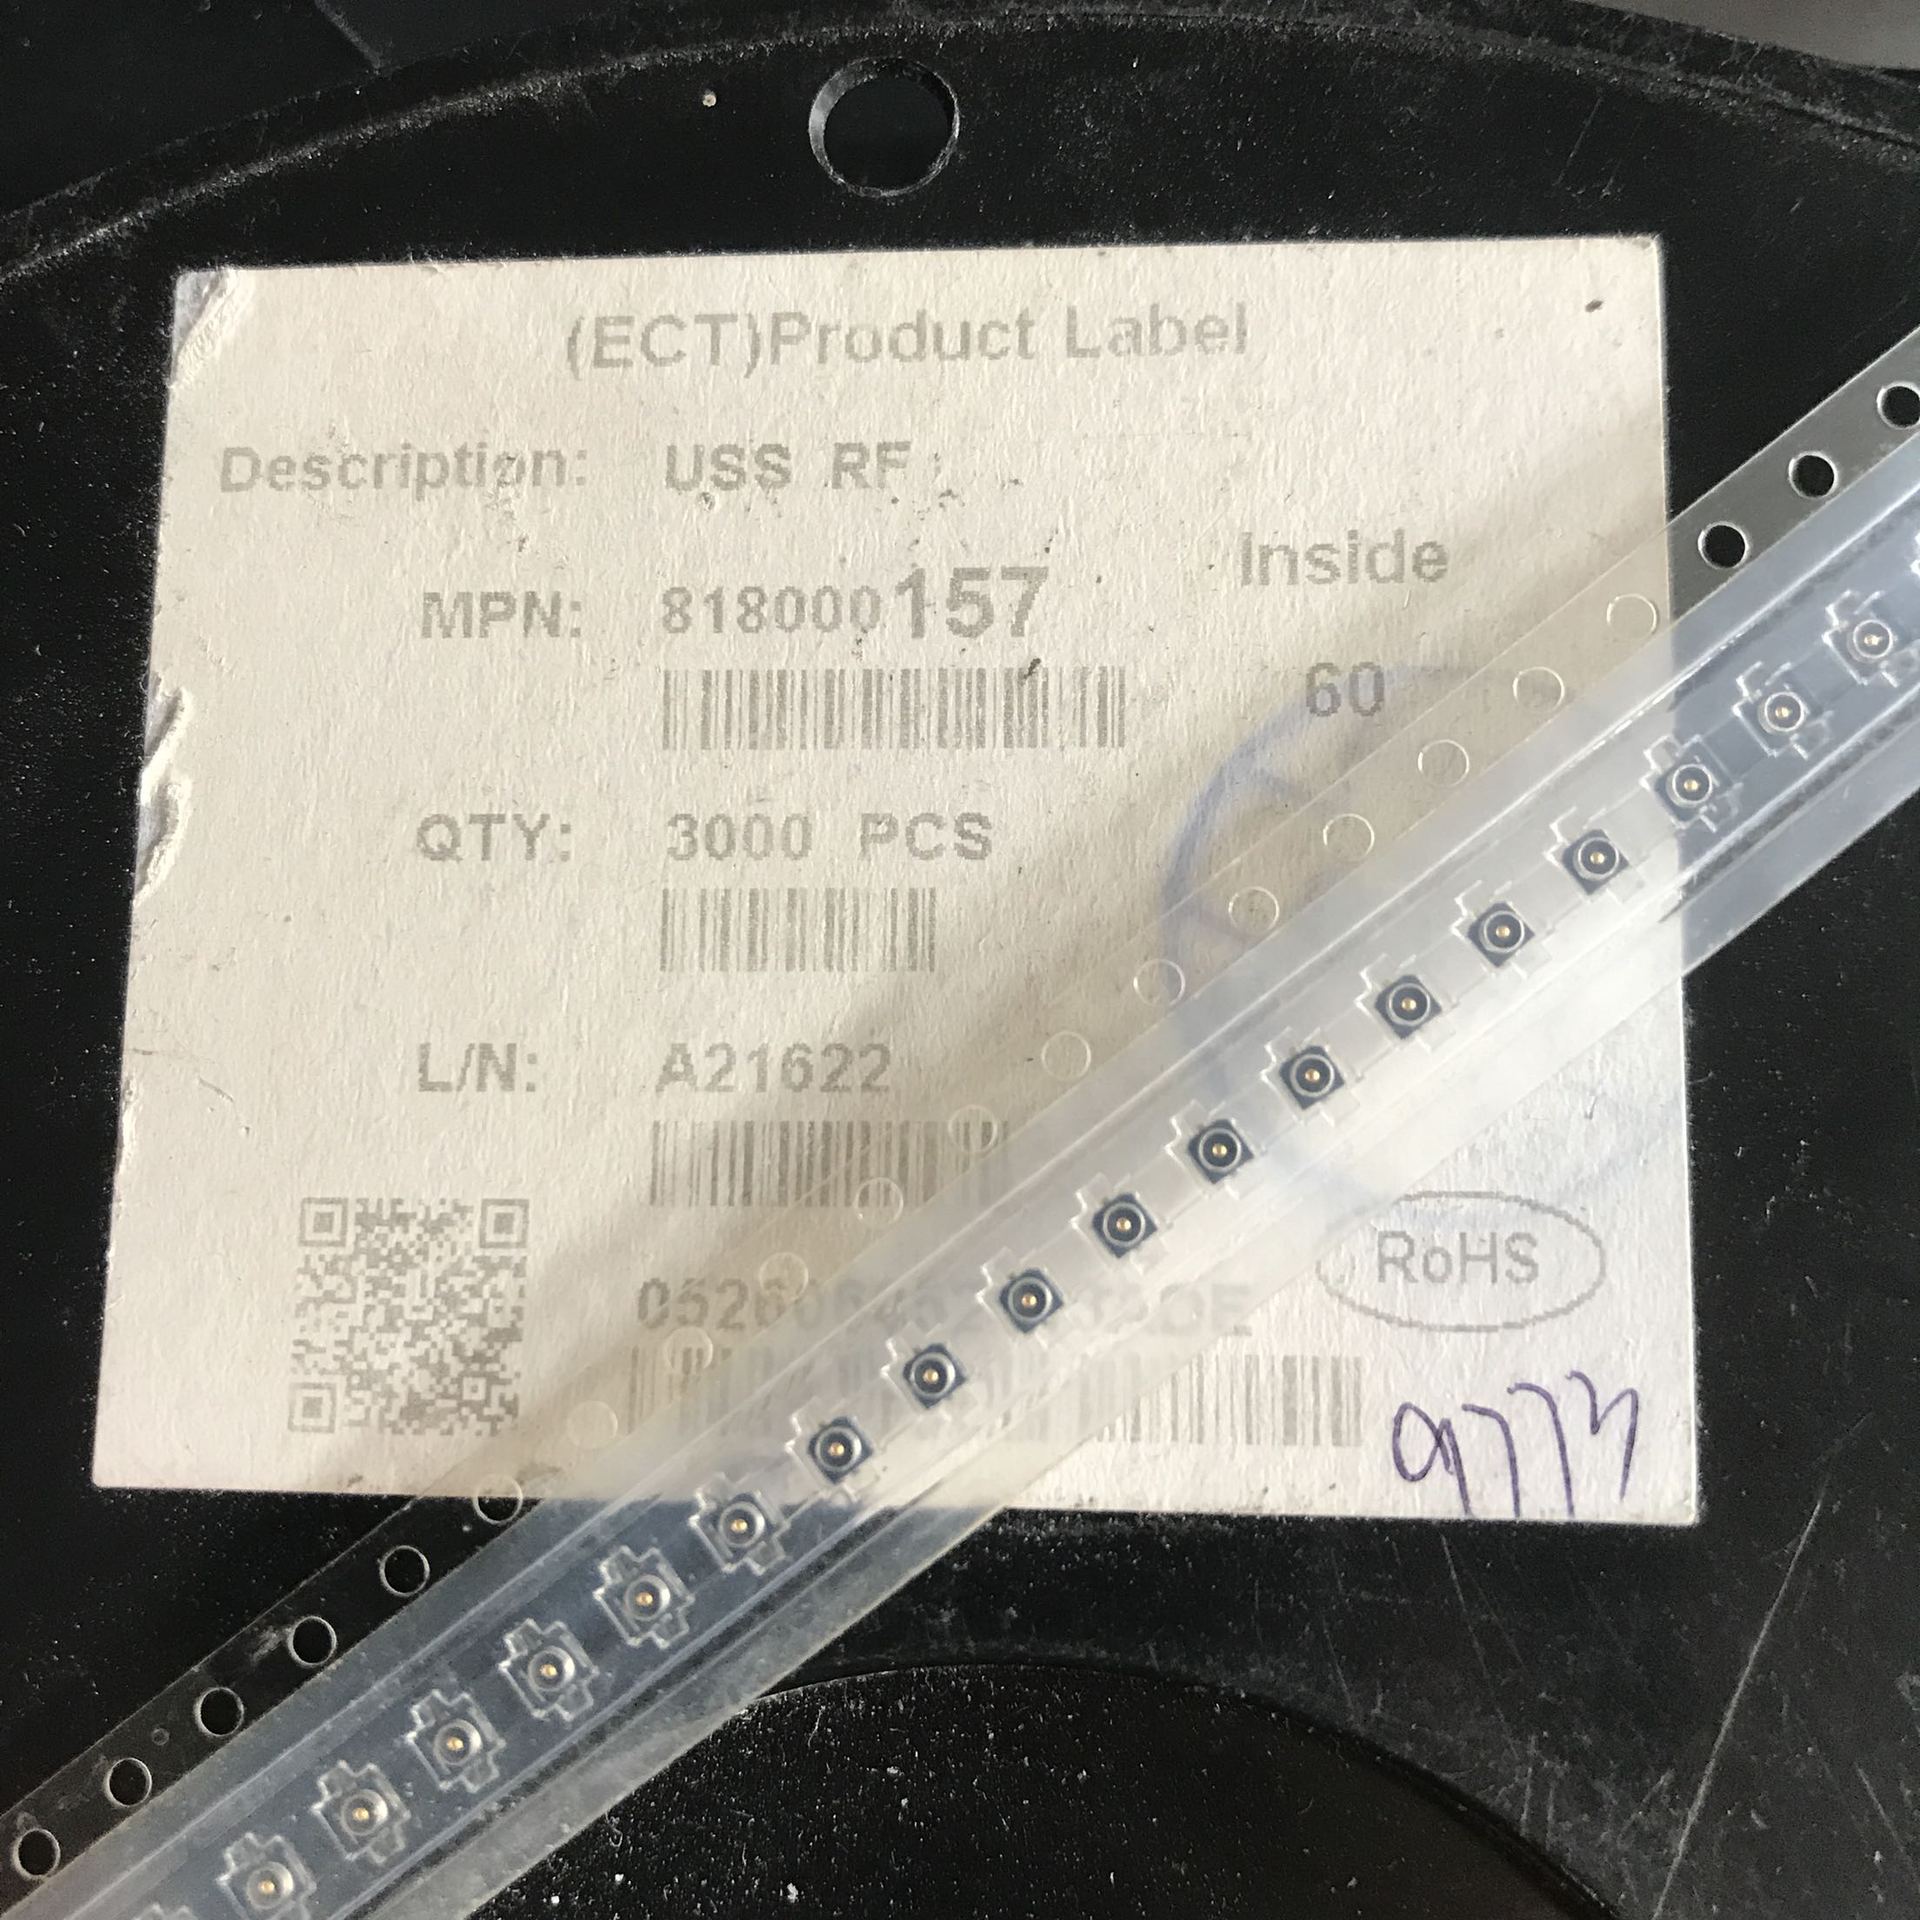 (ECT)Product Label
Description: USS RF
MPN: 818000157
Inside
60
QTY: 3000 PCS
L/N: A21622
RoHS
9773